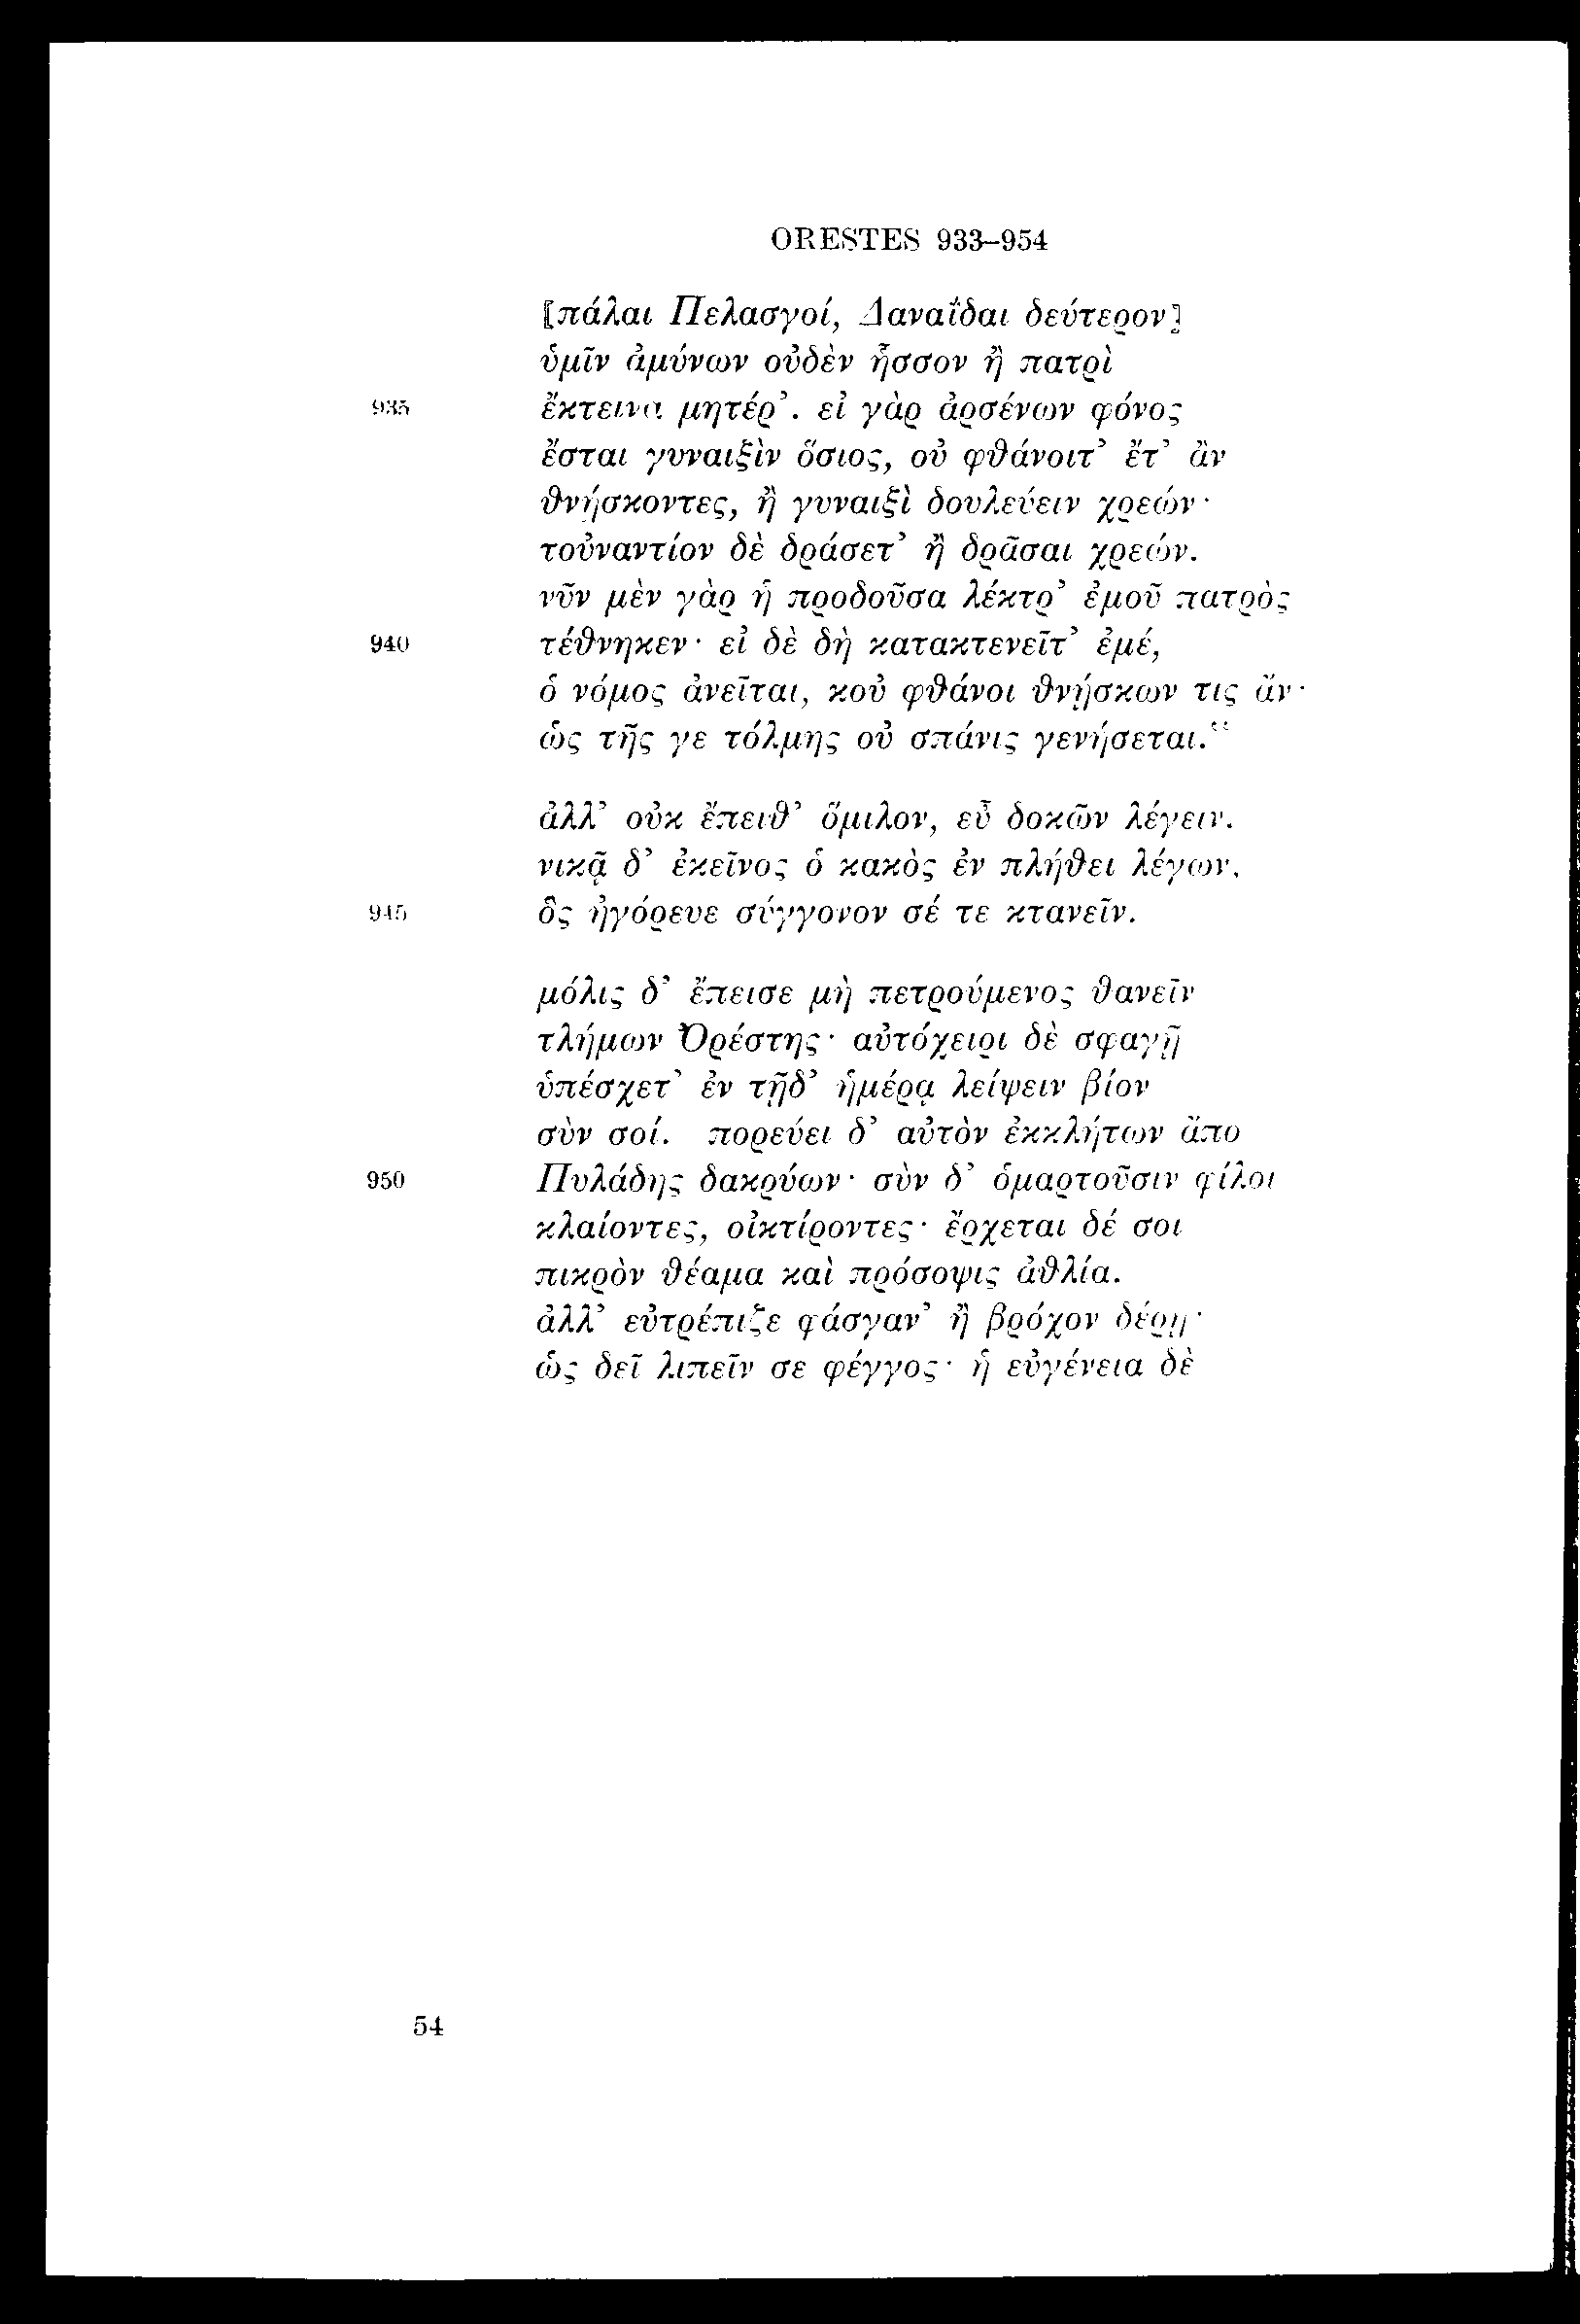 ORESTES 933–954
[πάλαι Πελασγοί, Δαναΐδαι δεύτερον]
ὑμῖν ἀμύνων οὐδὲν ἧσσον ἢ πατρὶ
935 ἔκτεινα μητέρ’. εἰ γὰρ ἀρσένων φόνος
ἔσται γυναιξὶν ὅσιος, οὐ φθάνοιτ’ ἔτ’ ἂν
θνῄσκοντες, ἢ γυναιξὶ δουλεύειν χρεών·
τοὐναντίον δὲ δράσετ’ ἢ δρᾶσαι χρεών.
νῦν μὲν γὰρ ἡ προδοῦσα λέκτρ’ ἐμοῦ πατρὸς
940 τέθνηκεν· εἰ δὲ δὴ κατακτενεῖτ’ ἐμέ,
ὁ νόμος ἀνεῖται, κοὐ φθάνοι θνῄσκων τις ἄν·
ὡς τῆς γε τόλμης οὐ σπάνις γενήσεται.“
ἀλλ’ οὐκ ἔπειθ’ ὅμιλον, εὖ δοκῶν λέγειν.
νικᾷ δ’ ἐκεῖνος ὁ κακὸς ἐν πλήθει λέγων,
945 ὃς ἠγόρευε σύγγονον σέ τε κτανεῖν.
μόλις δ’ ἔπεισε μὴ πετρούμενος θανεῖν
τλήμων Ὀρέστης· αὐτόχειρι δὲ σφαγῇ
ὑπέσχετ’ ἐν τῇδ’ ἡμέρᾳ λείψειν βίον
σὺν σοί. πορεύει δ’ αὐτὸν ἐκκλήτων ἄπο
950 Πυλάδης δακρύων· σὺν δ’ ὁμαρτοῦσιν φίλοι
κλαίοντες, οἰκτίροντες· ἔρχεται δέ σοι
πικρὸν θέαμα καὶ πρόσοψις ἀθλία.
ἀλλ’ εὐτρέπιζε φάσγαν’ ἢ βρόχον δέρῃ·
ὡς δεῖ λιπεῖν σε φέγγος· ἡ εὐγένεια δὲ
54